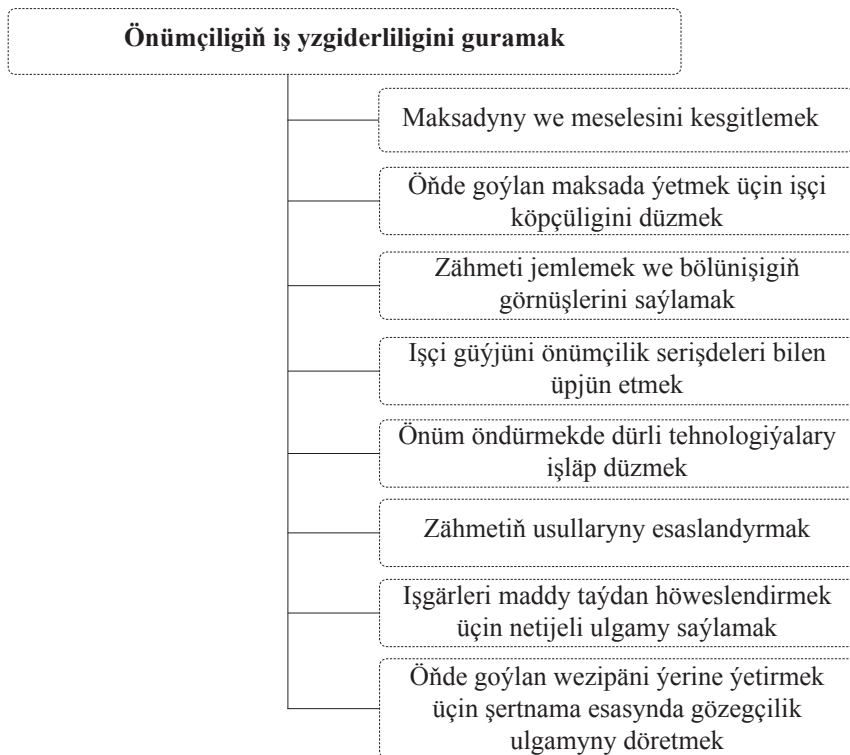 Önümçiligiň iş yzgiderliligini guramak
Maksadyny we meselesini kesgitlemek
Öňde goýlan maksada ýetmek üçin işçi
köpçüligini düzmek
Zähmeti jemlemek we bölünişigiň
görnüşlerini saýlamak
Işçi güýjüni önümçilik serişdeleri bilen
üpjün etmek
Önüm öndürmekde dürli tehnologiýalary
işläp düzmek
Zähmetiň usullaryny esaslandyrmak
Işgärleri maddy taýdan höweslendirmek
üçin netijeli ulgamy saýlamak
Öňde goýlan wezipäni ýerine ýetirmek
üçin şertnama esasynda gözegçilik
ulgamyny döretmek